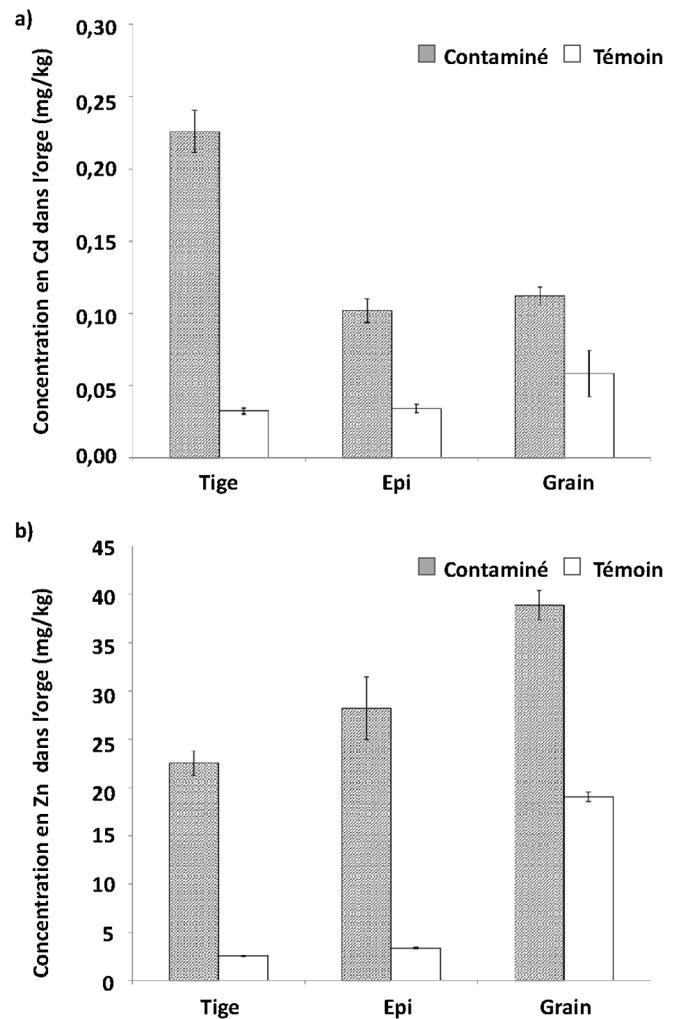 a)
Concentration en Cd dans l'orge (mg/kg)
0,30
0,25
0,20
0,15
0,10
0,05
0,00
Contaminé Témoin
Tige Epi Grain
b)
Concentration en Zn dans l'orge (mg/kg)
45
40
35
30
25
20
15
10
5
0
Contaminé Témoin
Tige Epi Grain